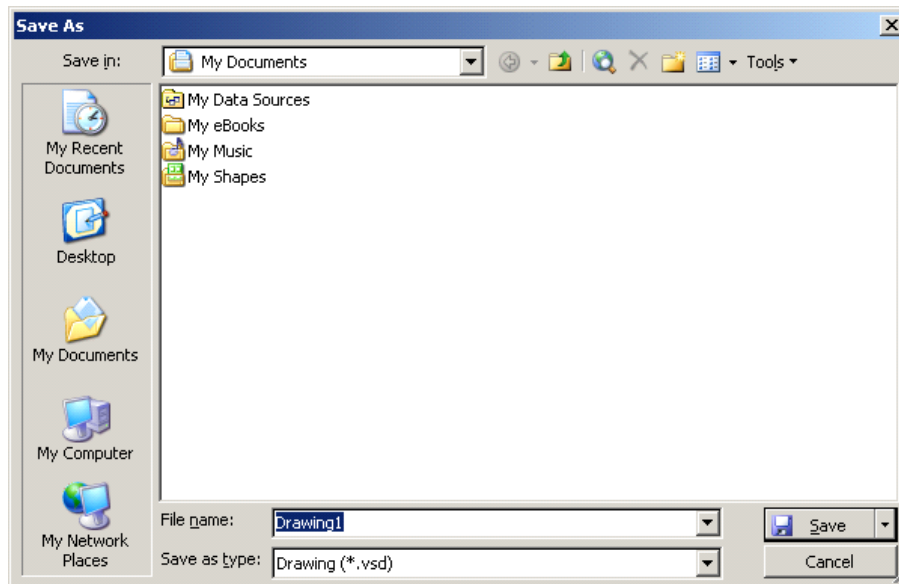 Save As
Save in:
My Documents
Tools
My Recent
Documents
Desktop
My Documents
My Computer
My Network
Places
My Data Sources
My eBooks
My Music
My Shapes
File name:
Drawing1
Save
Save as type:
Drawing (*.vsd)
Cancel